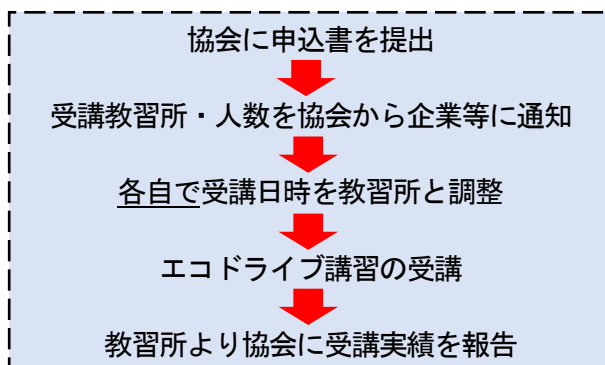 協会に申込書を提出
受講教習所・人数を協会から企業等に通知
各自で受講日時を教習所と調整
エコドライブ講習の受講
教習所より協会に受講実績を報告